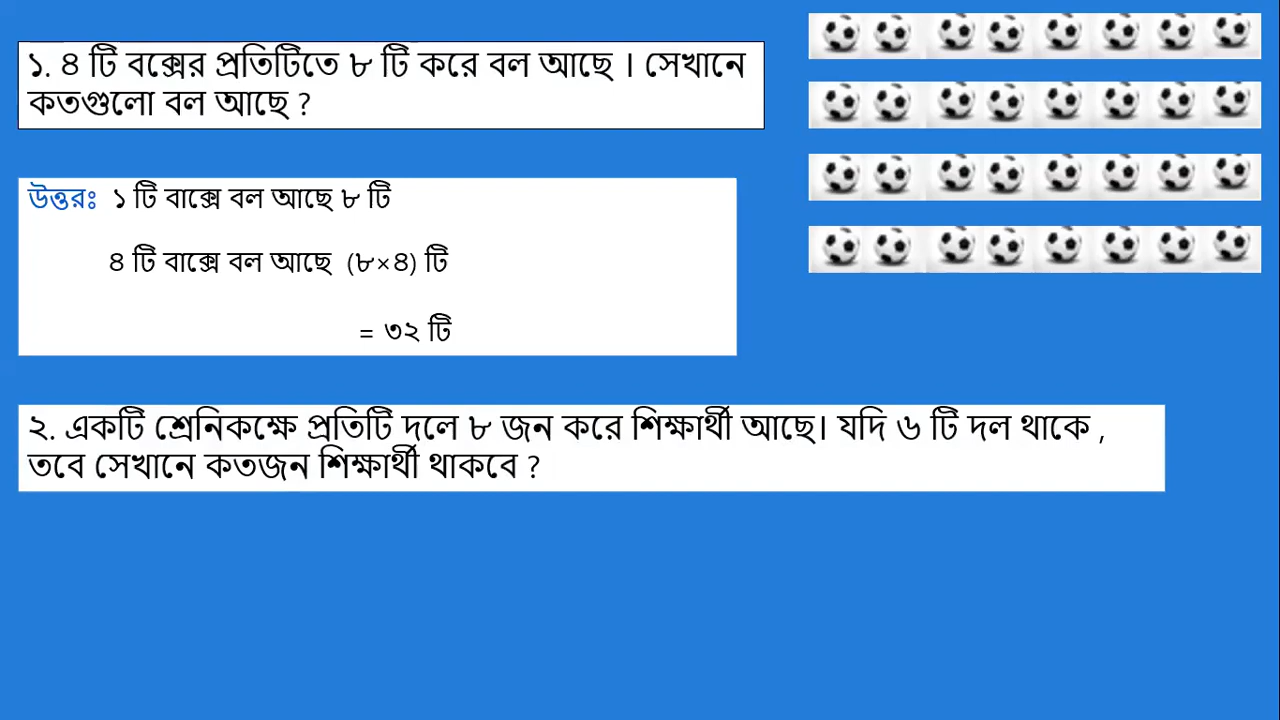 ১. ৪ টি বক্সের প্রতিটিতে ৮ টি করে বল আছে । সেখানে
কতগুলো বল আছে ?
উত্তরঃ ১ টি বাক্সে বল আছে ৮ টি
৪ টি বাক্সে বল আছে (৮×৪) টি
= ৩২ টি
২. একটি শ্রেনিকক্ষে প্রতিটি দলে ৮ জন করে শিক্ষার্থী আছে। যদি ৬ টি দল থাকে ,
তবে সেখানে কতজন শিক্ষার্থী থাকবে ?